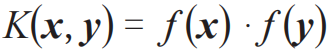 K(x, y) = f(x) · f(y)